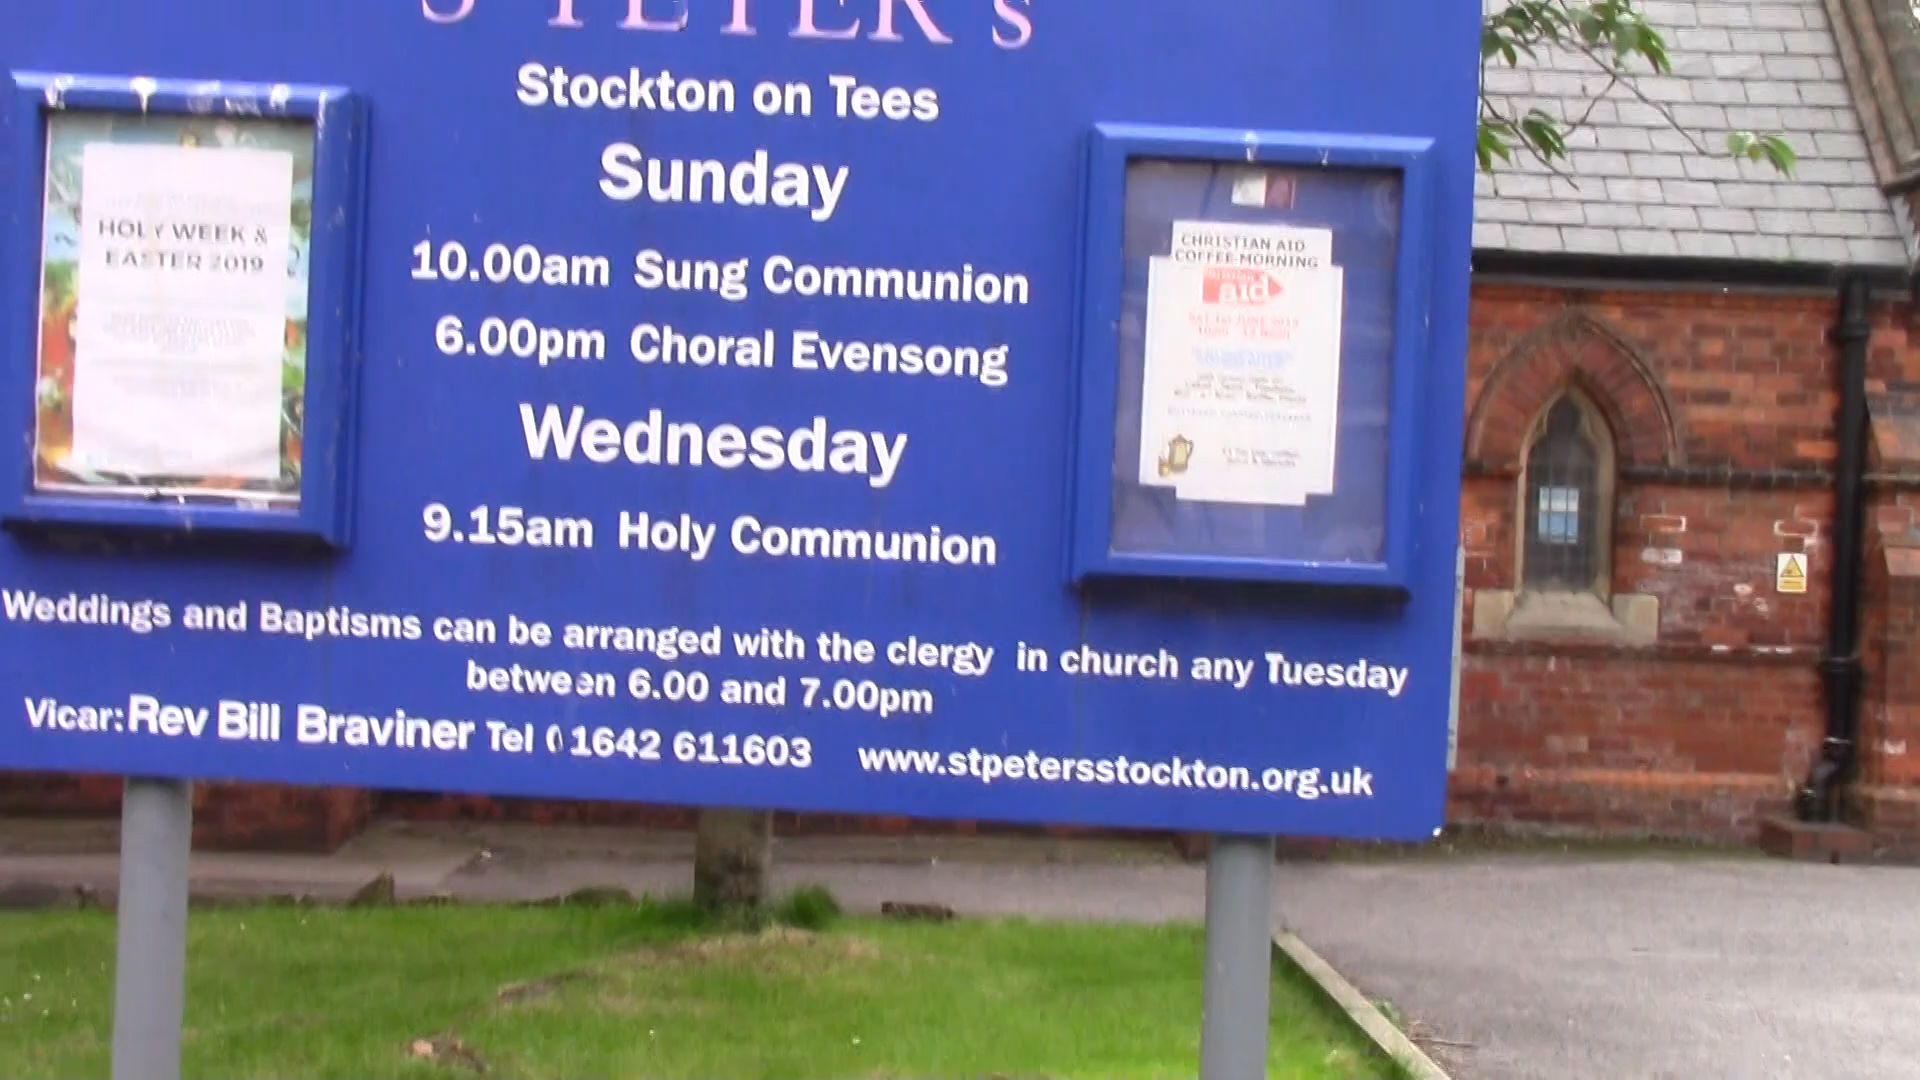 ST PETER's
Stockton on Tees
Sunday
10.00am Sung Communion
6.00pm Choral Evensong
Wednesday
9.15am Holy Communion
Weddings and Baptisms can be arranged with the clergy in church any Tuesday
between 6.00 and 7.00pm
Vicar: Rev Bill Braviner Tel 01642 611603 www.stpetersstockton.org.uk
HOLY WEEK &
EASTER 2019
CHRISTIAN AID
COFFEE MORNING
aid